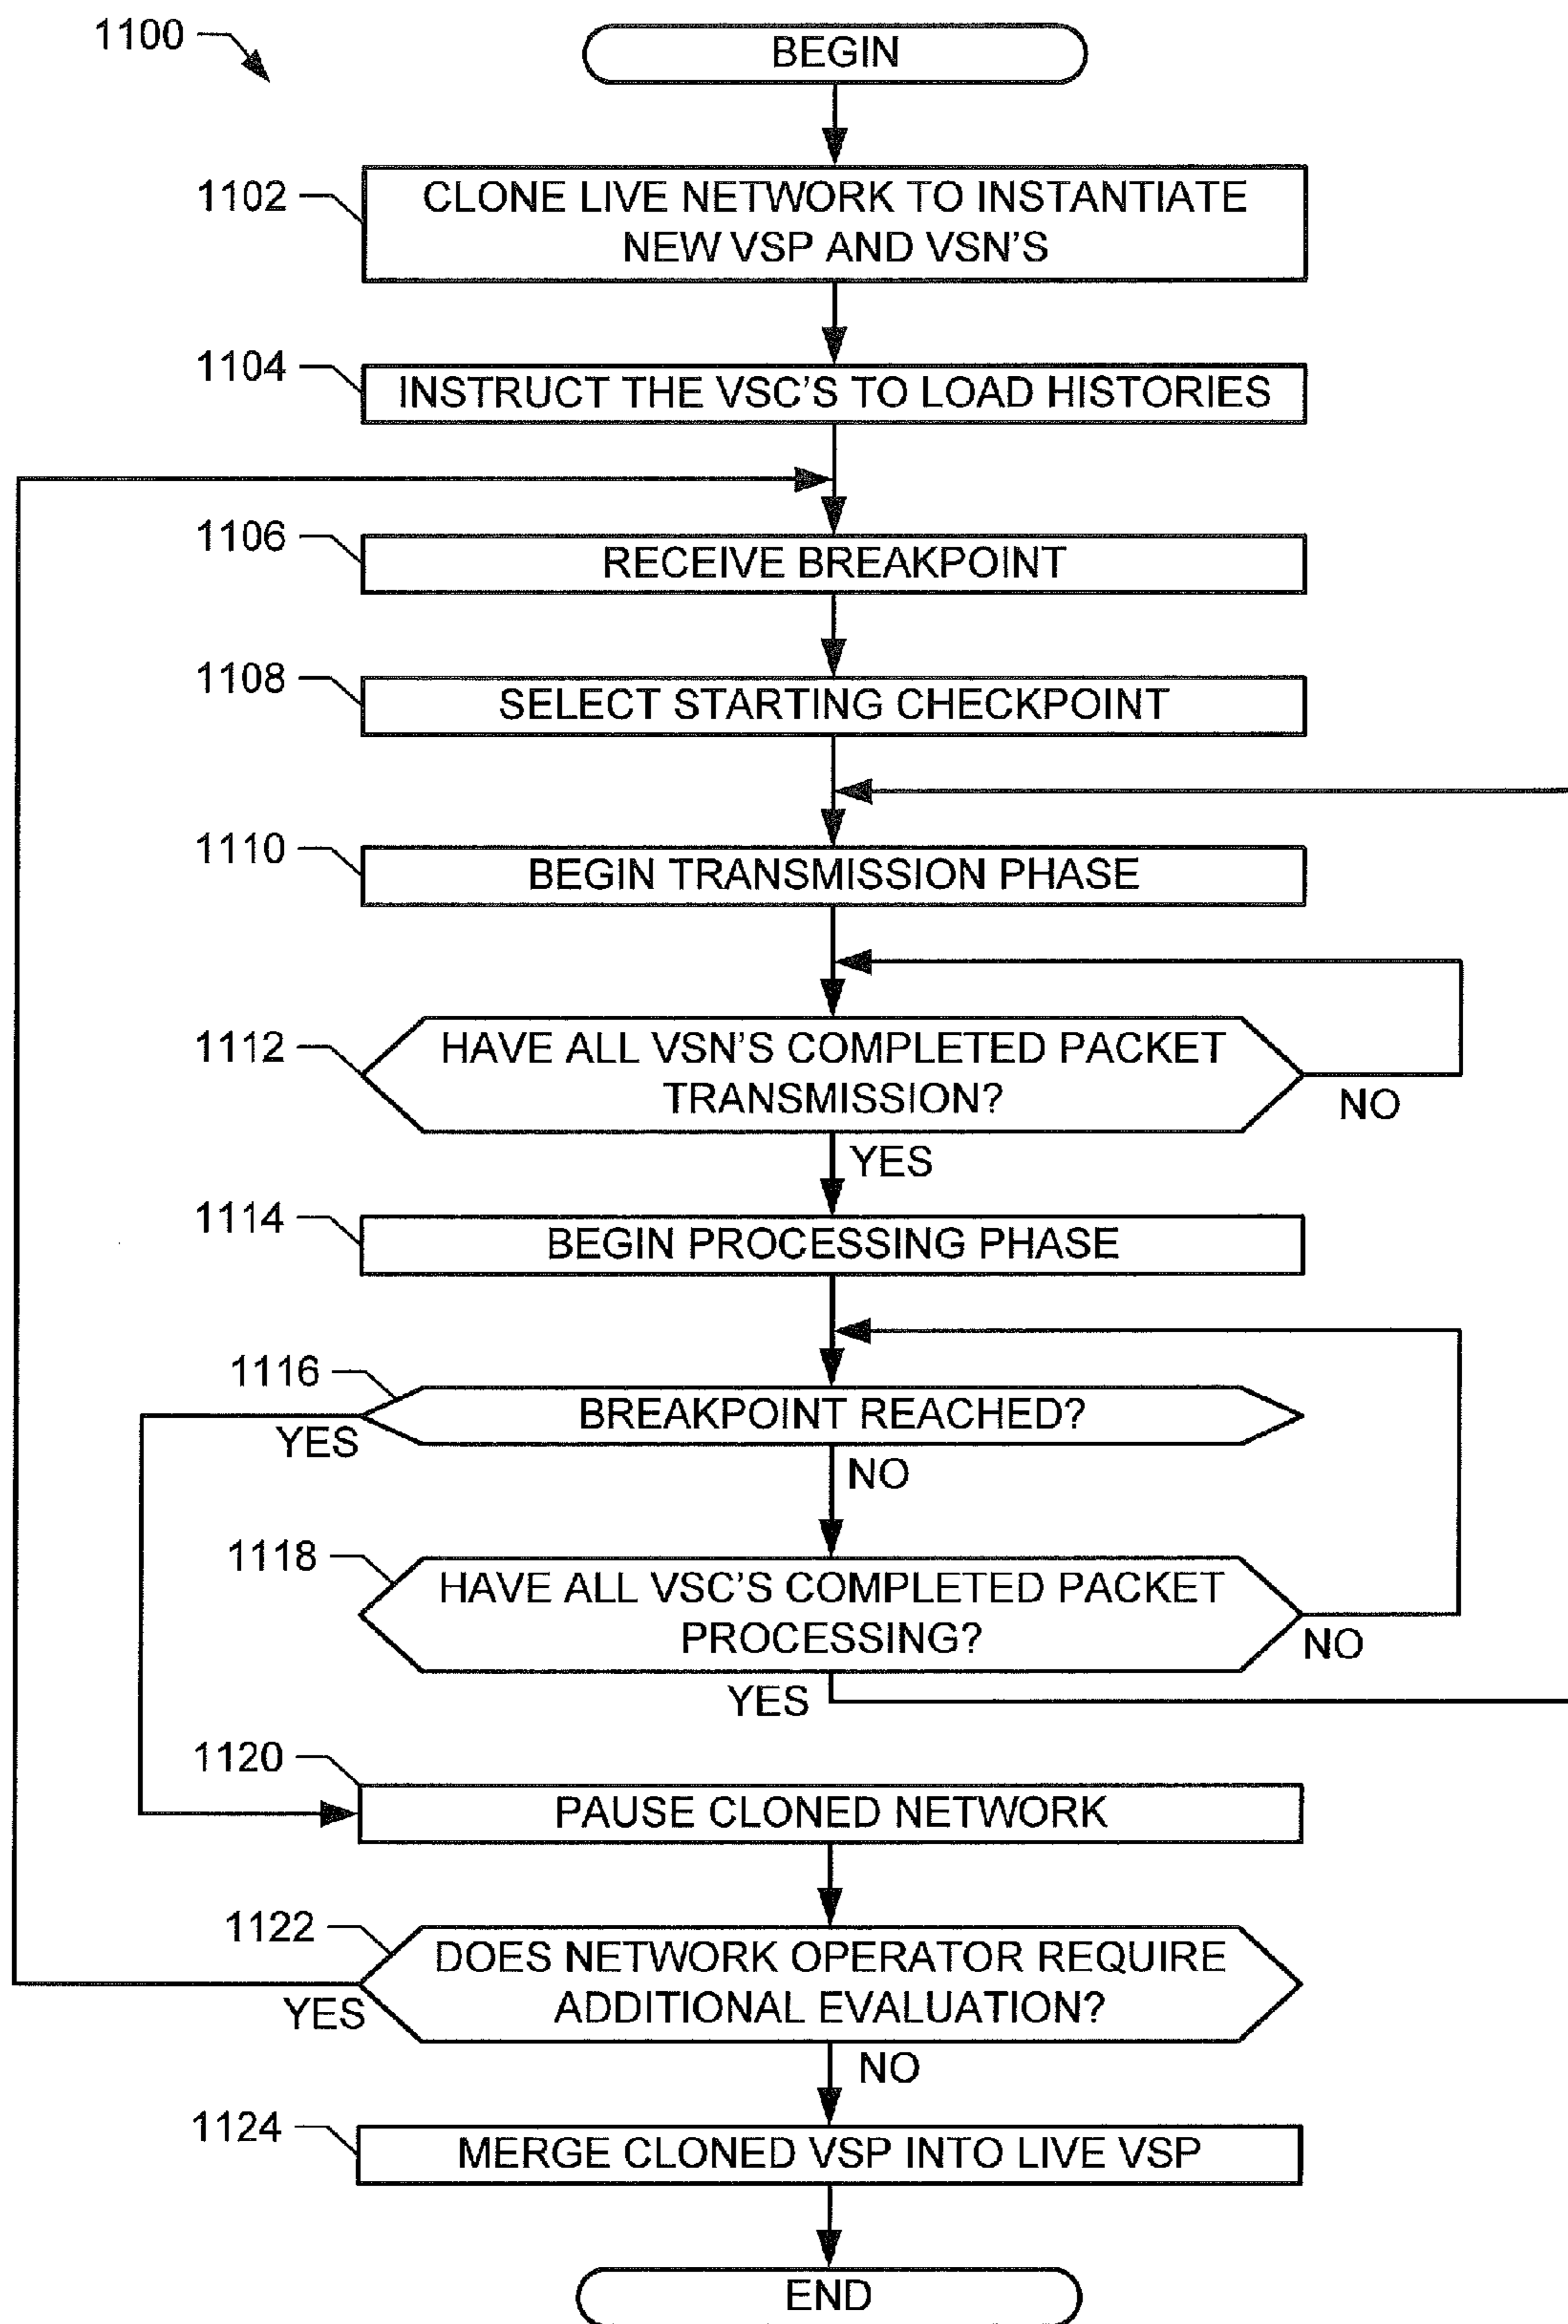 1100
BEGIN
1102
CLONE LIVE NETWORK TO INSTANTIATE
NEW VSP AND VSN'S
1104
INSTRUCT THE VSC'S TO LOAD HISTORIES
1106
RECEIVE BREAKPOINT
1108
SELECT STARTING CHECKPOINT
1110
BEGIN TRANSMISSION PHASE
1112
HAVE ALL VSN'S COMPLETED PACKET
TRANSMISSION?
NO
YES
1114
BEGIN PROCESSING PHASE
1116
BREAKPOINT REACHED?
YES
NO
1118
HAVE ALL VSC'S COMPLETED PACKET
PROCESSING?
NO
YES
1120
PAUSE CLONED NETWORK
1122
DOES NETWORK OPERATOR REQUIRE
ADDITIONAL EVALUATION?
YES
NO
1124
MERGE CLONED VSP INTO LIVE VSP
END